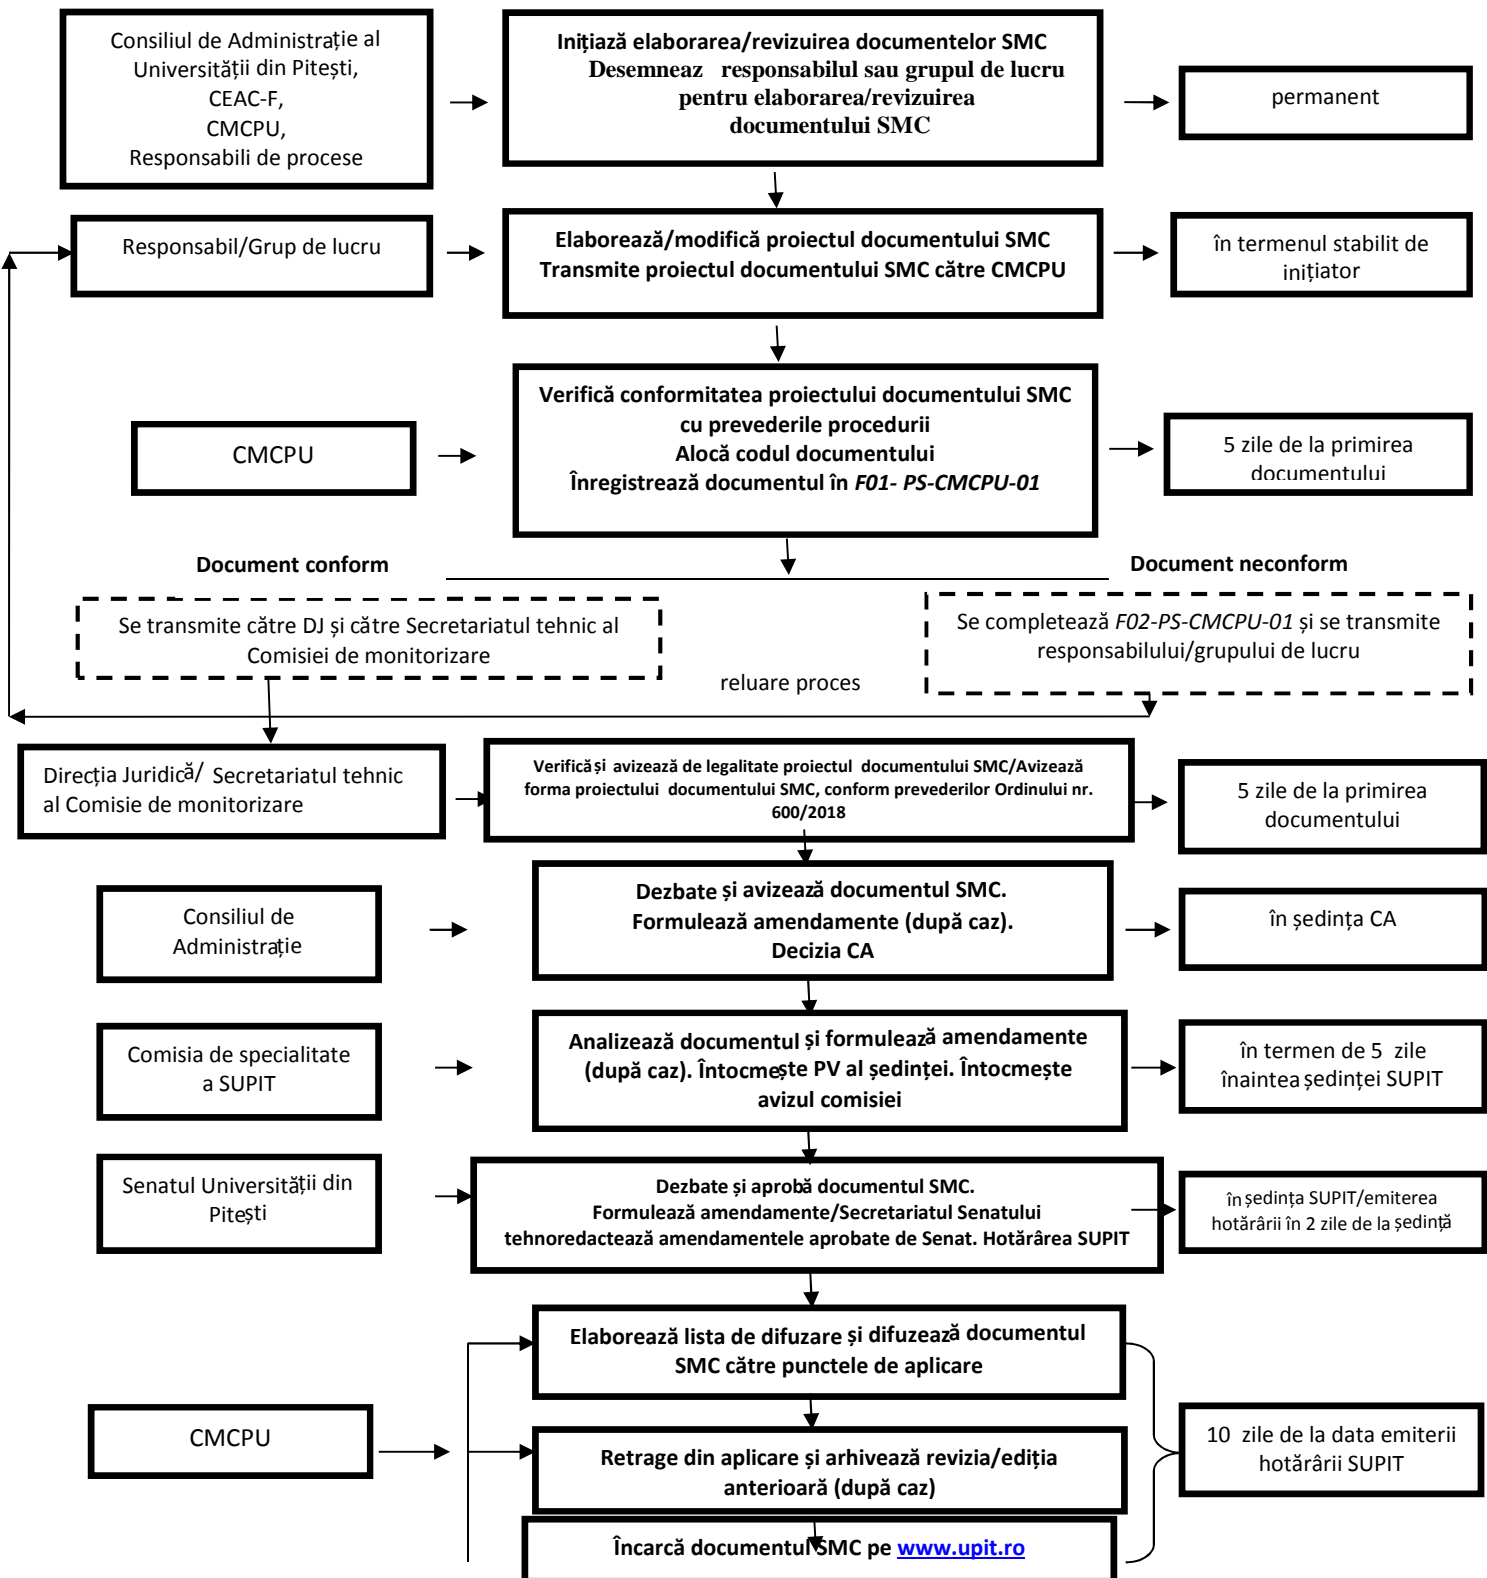 Consiliul de Administrație al
Universității din Pitești,
CEAC-F,
CMCPU,
Responsabili de procese
Inițiază elaborarea/revizuirea documentelor SMC
Desemneaz responsabilul sau grupul de lucru
pentru elaborarea/revizuirea
documentului SMC
permanent
Responsabil/Grup de lucru
Elaborează/modifică proiectul documentului SMC
Transmite proiectul documentului SMC către CMCPU
în termenul stabilit de
inițiator
CMCPU
Verifică conformitatea proiectului documentului SMC
cu prevederile procedurii
Alocă codul documentului
Înregistrează documentul în F01- PS-CMCPU-01
5 zile de la primirea
documentului
Document conform
Document neconform
Se transmite către DJ și către Secretariatul tehnic al
Comisiei de monitorizare
Se completează F02-PS-CMCPU-01 și se transmite
responsabilului/grupului de lucru
reluare proces
Direcția Juridică/ Secretariatul tehnic
al Comisie de monitorizare
Verifică și avizează de legalitate proiectul documentului SMC/Avizează
forma proiectului documentului SMC, conform prevederilor Ordinului nr.
600/2018
5 zile de la primirea
documentului
Consiliul de
Administrație
Dezbate și avizează documentul SMC.
Formulează amendamente (după caz).
Decizia CA
în ședința CA
Comisia de specialitate
a SUPIT
Analizează documentul și formulează amendamente
(după caz). Întocmește PV al ședinței. Întocmește
avizul comisiei
în termen de 5 zile
înaintea ședinței SUPIT
Senatul Universității din
Pitești
Dezbate și aprobă documentul SMC.
Formulează amendamente/Secretariatul Senatului
tehnoredactează amendamentele aprobate de Senat. Hotărârea SUPIT
în ședința SUPIT/emiterea
hotărârii în 2 zile de la ședință
Elaborează lista de difuzare și difuzează documentul
SMC către punctele de aplicare
CMCPU
Retrage din aplicare și arhivează revizia/ediția
anterioară (după caz)
10 zile de la data emiterii
hotărârii SUPIT
Încarcă documentul SMC pe www.upit.ro